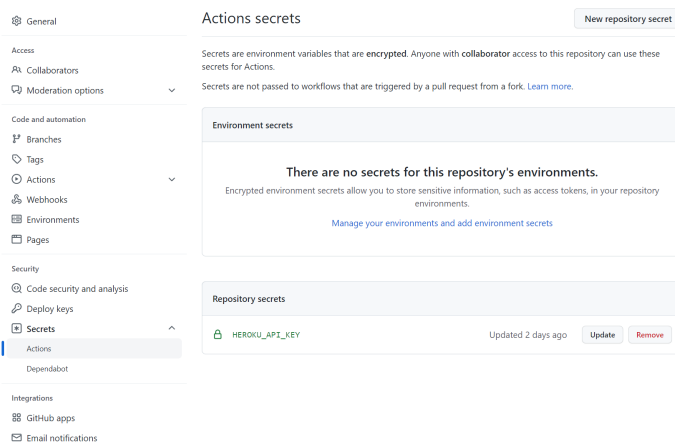 General
Access
Collaborators
Moderation options
Code and automation
Branches
Tags
Actions
Webhooks
Environments
Pages
Security
Code security and analysis
Deploy keys
Secrets
Actions
Dependabot
Integrations
GitHub apps
Email notifications
Actions secrets
New repository secret
Secrets are environment variables that are encrypted. Anyone with collaborator access to this repository can use these
secrets for Actions.
Secrets are not passed to workflows that are triggered by a pull request from a fork. Learn more.
Environment secrets
There are no secrets for this repository's environments.
Encrypted environment secrets allow you to store sensitive information, such as access tokens, in your repository
environments.
Manage your environments and add environment secrets
Repository secrets
HEROKU_API_KEY
Updated 2 days ago
Update
Remove